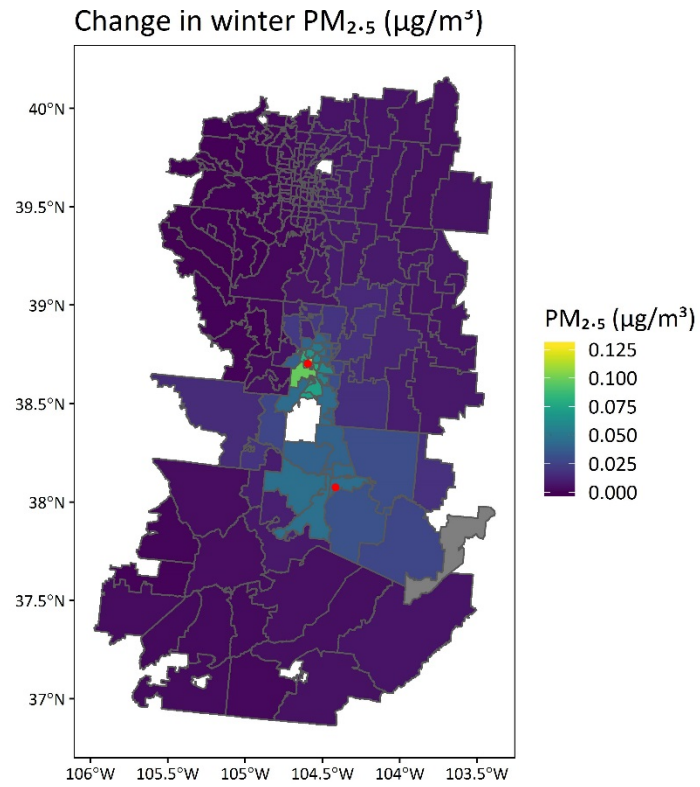 Change in winter PM₂.₅ (µg/m³)
40°N
39.5°N
39°N
38.5°N
38°N
37.5°N
37°N
106°W 105.5°W 105°W 104.5°W 104°W 103.5°W
PM₂.₅ (µg/m³)
0.125
0.100
0.075
0.050
0.025
0.000